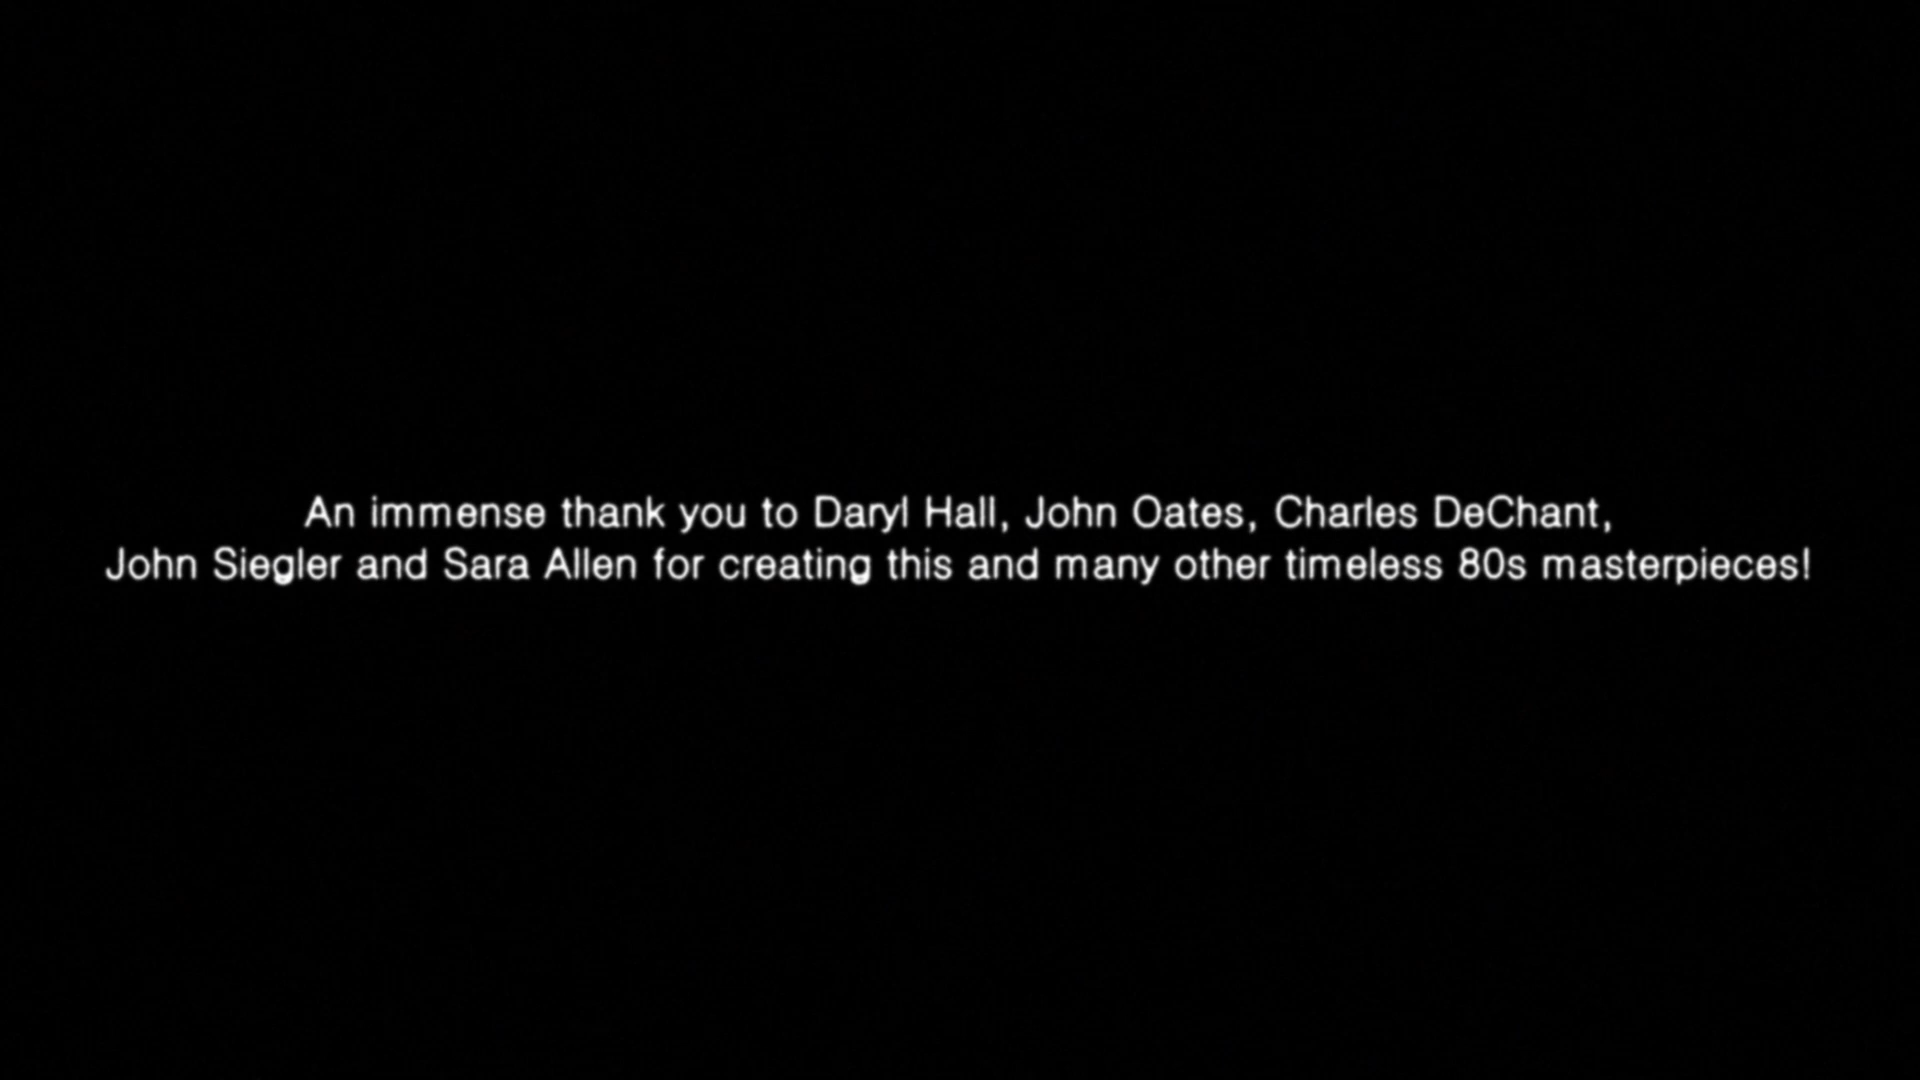 An immense thank you to Daryl Hall, John Oates, Charles DeChant,
John Siegler and Sara Allen for creating this and many other timeless 80s masterpieces!